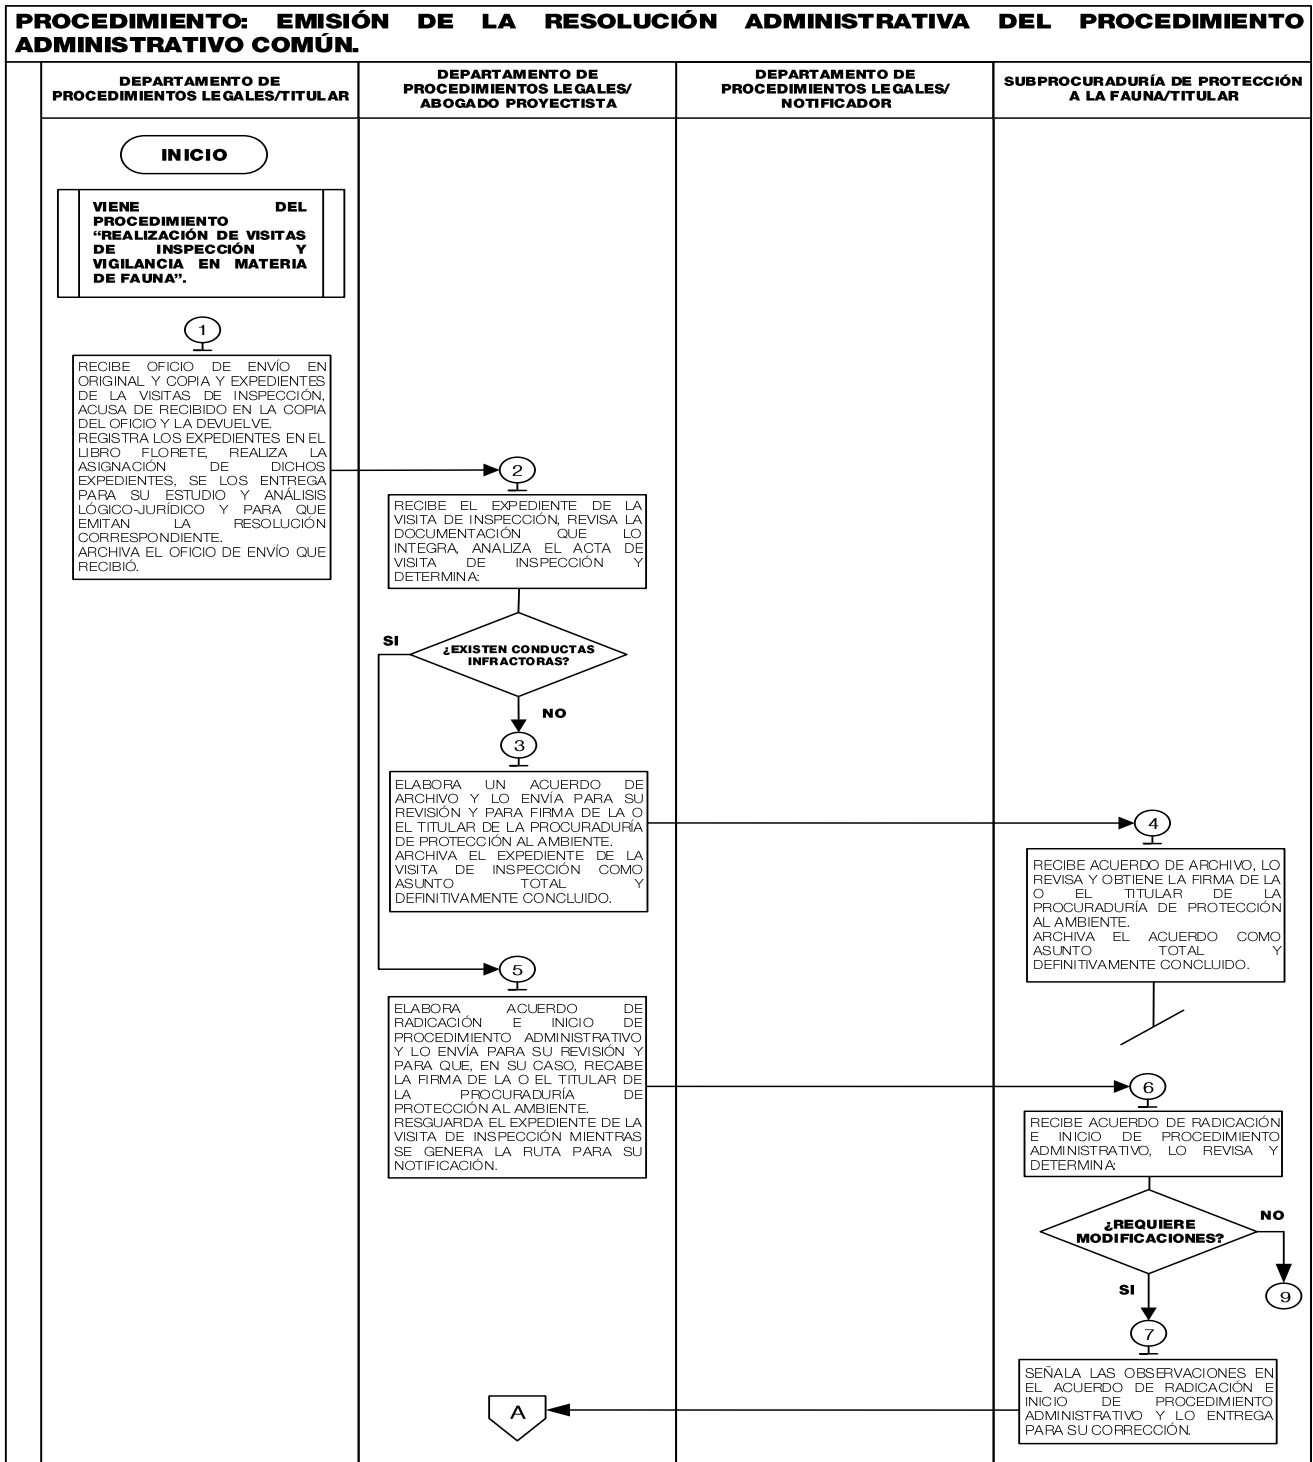 PROCEDIMIENTO: EMISIÓN DE LA RESOLUCIÓN ADMINISTRATIVA DEL PROCEDIMIENTO
ADMINISTRATIVO COMÚN.
DEPARTAMENTO DE
PROCEDIMIENTOS LEGALES/TITULAR
DEPARTAMENTO DE
PROCEDIMIENTOS LEGALES/
ABOGADO PROYECTISTA
DEPARTAMENTO DE
PROCEDIMIENTOS LEGALES/
NOTIFICADOR
SUBPROCURADURÍA DE PROTECCIÓN
A LA FAUNA/TITULAR
INICIO
VIENE DEL
PROCEDIMIENTO
“REALIZACIÓN DE VISITAS
DE INSPECCIÓN Y
VIGILANCIA EN MATERIA
DE FAUNA”.
1
RECIBE OFICIO DE ENVÍO EN
ORIGINAL Y COPIA Y EXPEDIENTES
DE LA VISITAS DE INSPECCIÓN,
ACUSA DE RECIBIDO EN LA COPIA
DEL OFICIO Y LA DEVUELVE.
REGISTRA LOS EXPEDIENTES EN EL
LIBRO FLORETE, REALIZA LA
ASIGNACIÓN DE DICHOS
EXPEDIENTES, SE LOS ENTREGA
PARA SU ESTUDIO Y ANÁLISIS
LÓGICO-JURÍDICO Y PARA QUE
EMITAN LA RESOLUCIÓN
CORRESPONDIENTE.
ARCHIVA EL OFICIO DE ENVÍO QUE
RECIBIÓ.
2
RECIBE EL EXPEDIENTE DE LA
VISITA DE INSPECCIÓN, REVISA LA
DOCUMENTACIÓN QUE LO
INTEGRA, ANALIZA EL ACTA DE
VISITA DE INSPECCIÓN Y
DETERMINA:
SI
¿EXISTEN CONDUCTAS
INFRACTORAS?
NO
3
ELABORA UN ACUERDO DE
ARCHIVO Y LO ENVÍA PARA SU
REVISIÓN Y PARA FIRMA DE LA O
EL TITULAR DE LA PROCURADURÍA
DE PROTECCIÓN AL AMBIENTE.
ARCHIVA EL EXPEDIENTE DE LA
VISITA DE INSPECCIÓN COMO
ASUNTO TOTAL Y
DEFINITIVAMENTE CONCLUIDO.
4
RECIBE ACUERDO DE ARCHIVO, LO
REVISA Y OBTIENE LA FIRMA DE LA
O EL TITULAR DE LA
PROCURADURÍA DE PROTECCIÓN
AL AMBIENTE.
ARCHIVA EL ACUERDO COMO
ASUNTO TOTAL Y
DEFINITIVAMENTE CONCLUIDO.
5
ELABORA ACUERDO DE
RADICACIÓN E INICIO DE
PROCEDIMIENTO ADMINISTRATIVO
Y LO ENVÍA PARA SU REVISIÓN Y
PARA QUE, EN SU CASO, RECABE
LA FIRMA DE LA O EL TITULAR DE
LA PROCURADURÍA DE
PROTECCIÓN AL AMBIENTE.
RESGUARDA EL EXPEDIENTE DE LA
VISITA DE INSPECCIÓN MIENTRAS
SE GENERA LA RUTA PARA SU
NOTIFICACIÓN.
6
RECIBE ACUERDO DE RADICACIÓN
E INICIO DE PROCEDIMIENTO
ADMINISTRATIVO, LO REVISA Y
DETERMINA:
¿REQUIERE
MODIFICACIONES?
NO
9
SI
7
SEÑALA LAS OBSERVACIONES EN
EL ACUERDO DE RADICACIÓN E
INICIO DE PROCEDIMIENTO
ADMINISTRATIVO Y LO ENTREGA
PARA SU CORRECCIÓN.
A